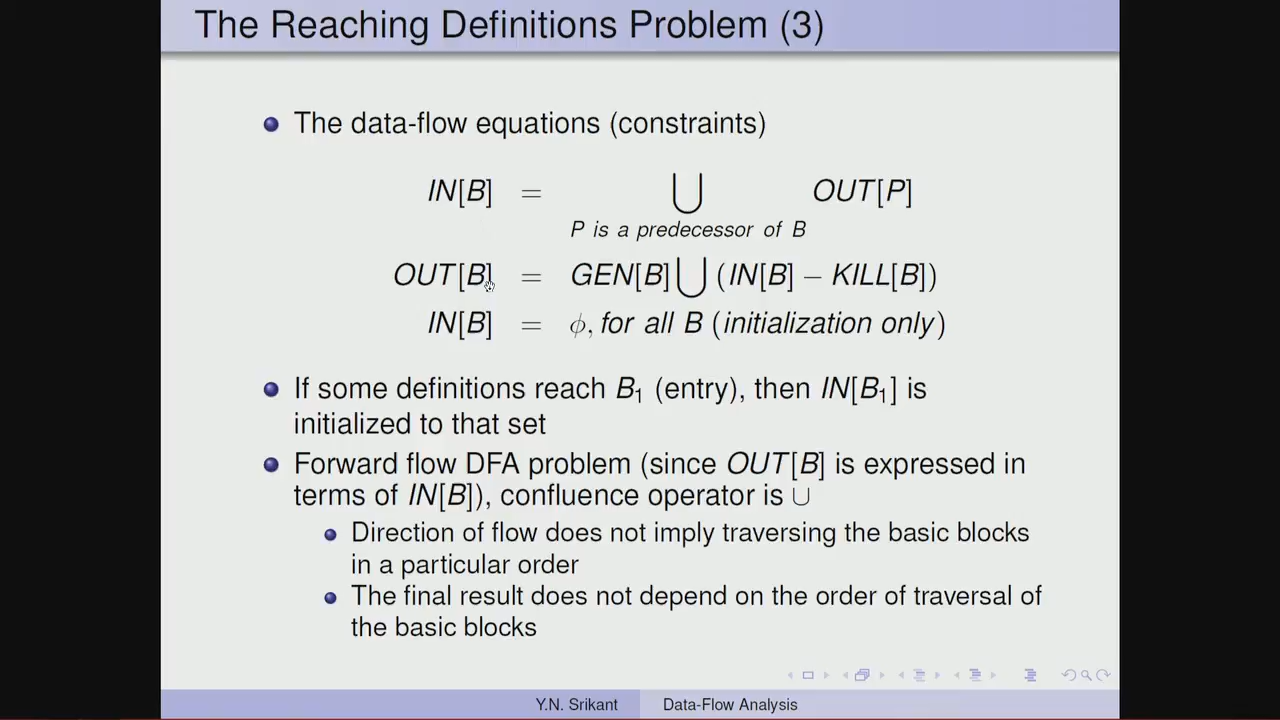 The Reaching Definitions Problem (3)
The data-flow equations (constraints)
IN[B] = ⋃ OUT[P]
P is a predecessor of B
OUT[B] = GEN[B] ⋃ (IN[B] − KILL[B])
IN[B] = ϕ, for all B (initialization only)
If some definitions reach B₁ (entry), then IN[B₁] is
initialized to that set
Forward flow DFA problem (since OUT[B] is expressed in
terms of IN[B]), confluence operator is ∪
Direction of flow does not imply traversing the basic blocks
in a particular order
The final result does not depend on the order of traversal of
the basic blocks
Y.N. Srikant Data-Flow Analysis